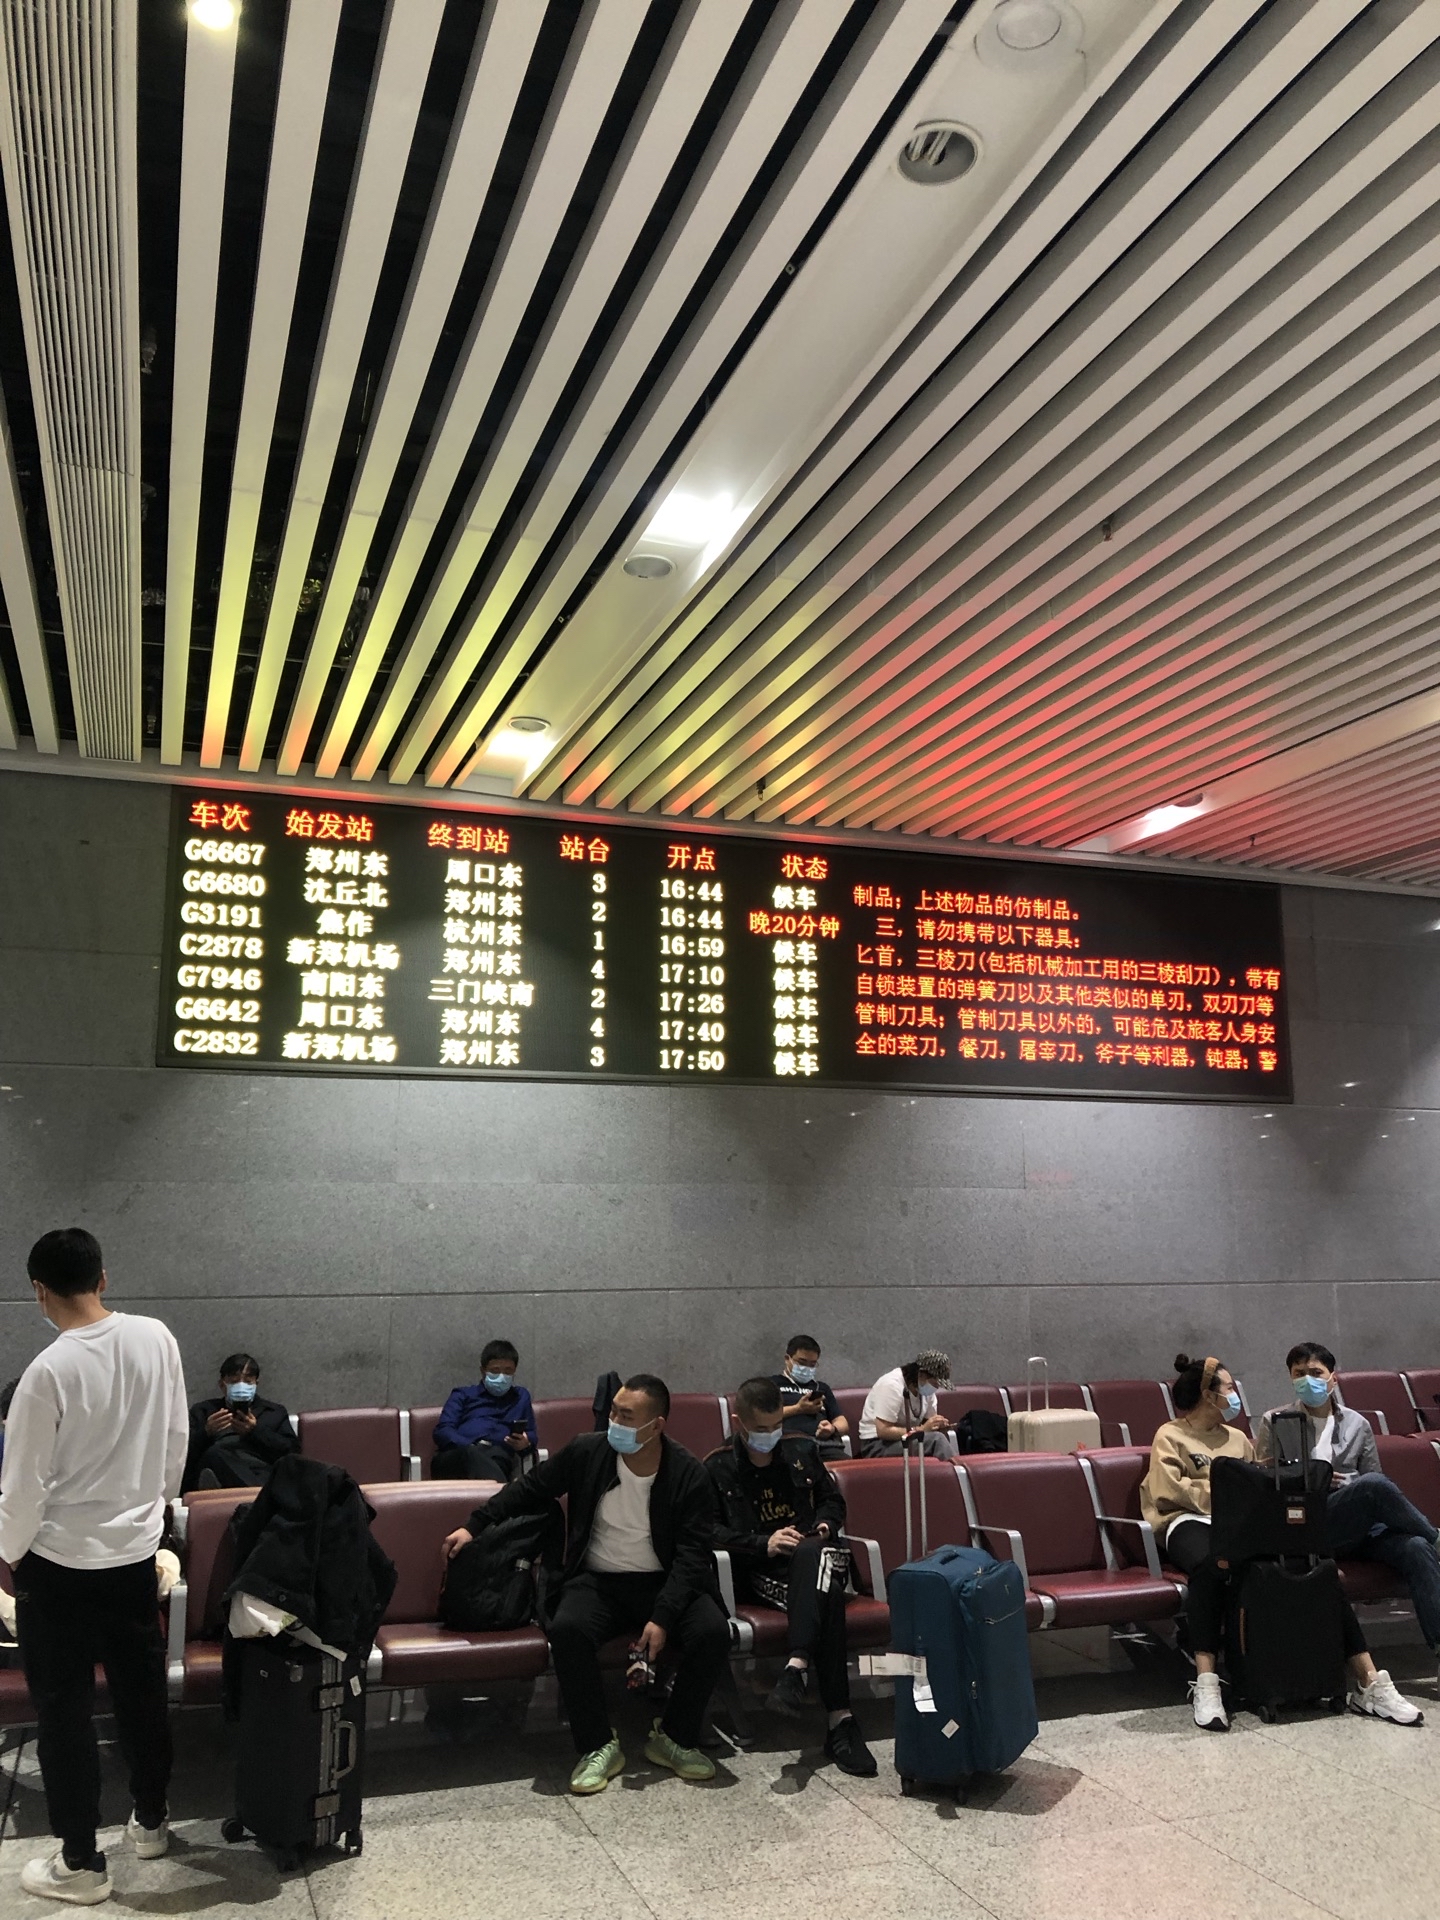 车次 始发站 终到站 站台 开点 状态
G6667 郑州东 周口东 3 16:44 候车
G6680 沈丘北 郑州东 2 16:44 晚20分钟
G3191 焦作 杭州东 1 16:59 候车
C2878 新郑机场 郑州东 4 17:10 候车
G7946 南阳东 三门峡南 2 17:26 候车
G6642 周口东 郑州东 4 17:40 候车
C2832 新郑机场 郑州东 3 17:50 候车
制品；上述物品的仿制品。
三，请勿携带以下器具：
匕首，三棱刀(包括机械加工用的三棱刮刀)，带有
自锁装置的弹簧刀以及其他类似的单刃，双刃刀等
管制刀具；管制刀具以外的，可能危及旅客人身安
全的菜刀，餐刀，屠宰刀，斧子等利器，钝器；警